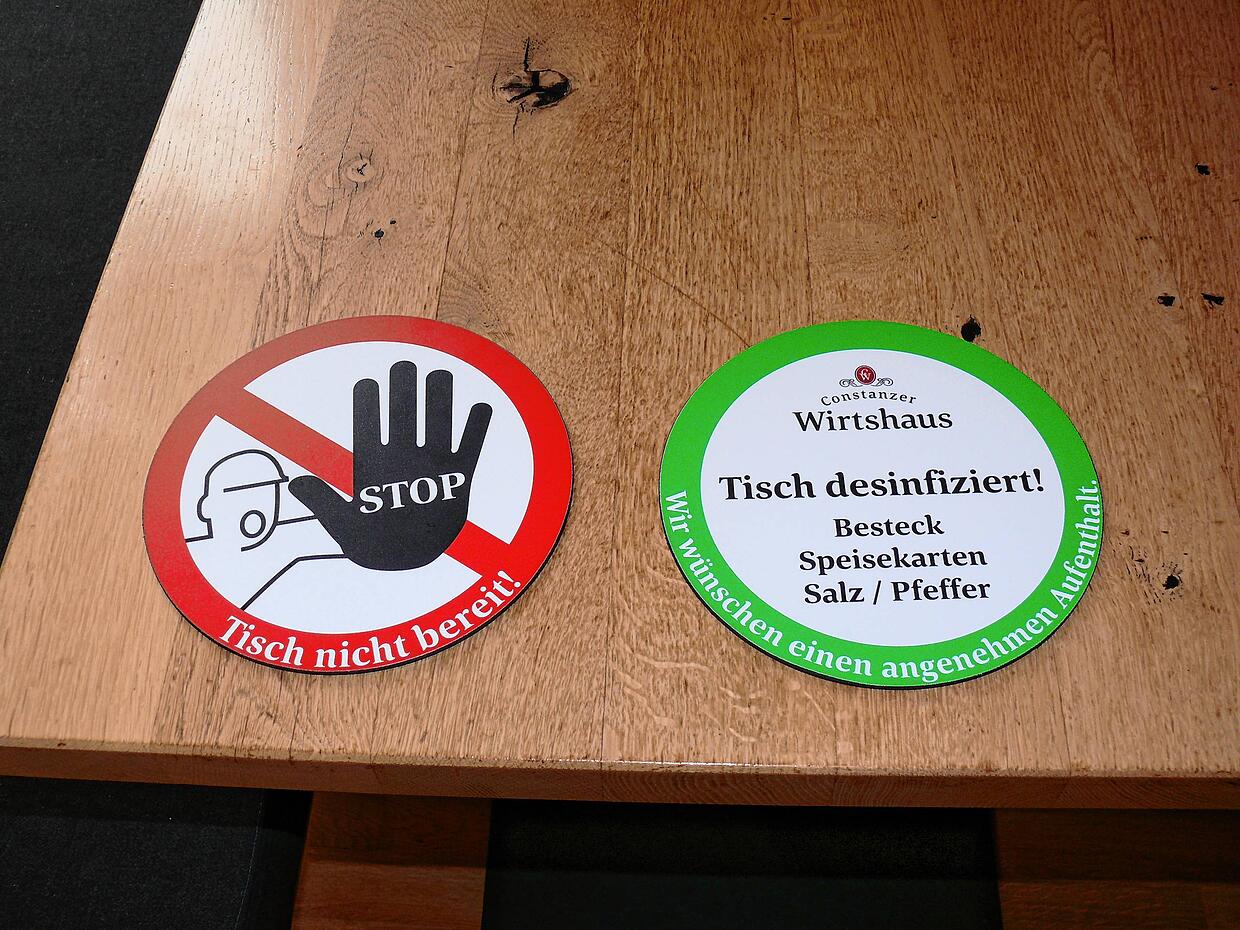 STOP
Tisch nicht bereit!
Constanzer
Wirtshaus
Tisch desinfiziert!
Besteck
Speisekarten
Salz / Pfeffer
Wir wünschen einen angenehmen Aufenthalt.